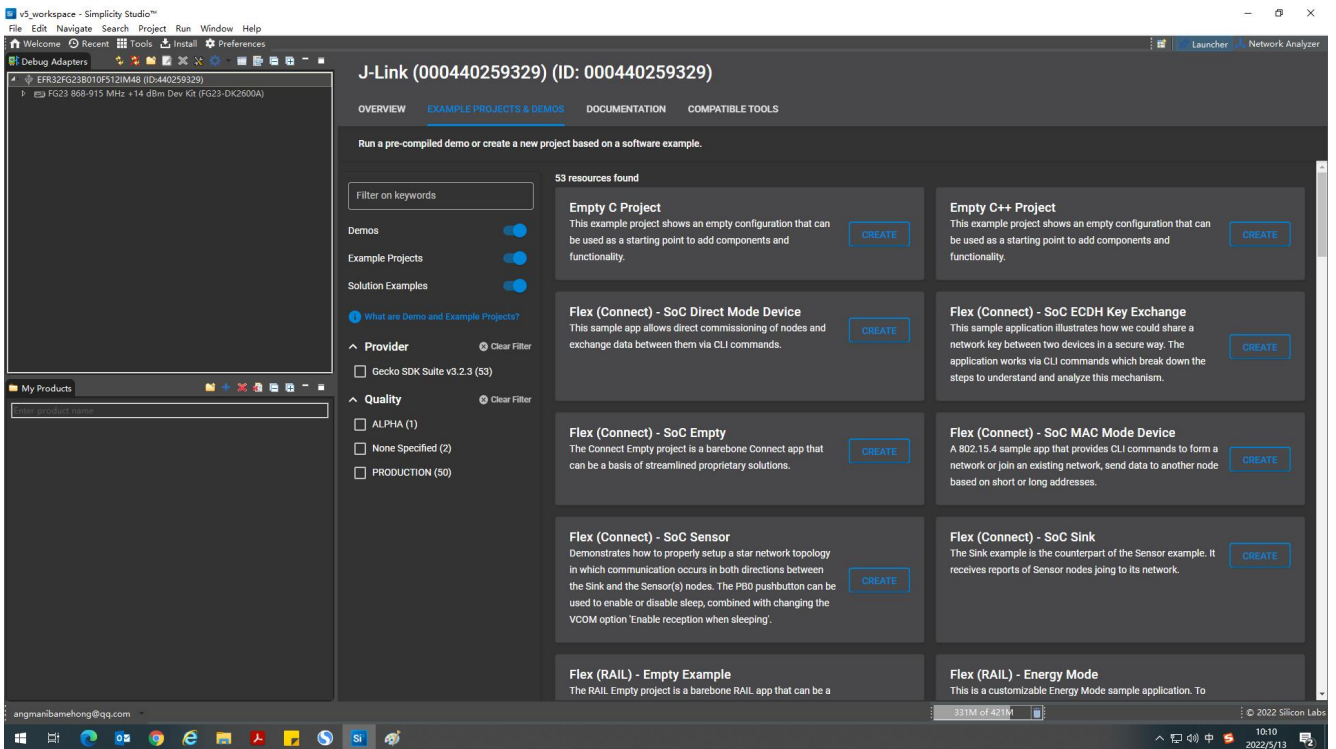 v5_workspace - Simplicity Studio™
File Edit Navigate Search Project Run Window Help
Welcome Recent Tools Install Preferences
Launcher Network Analyzer
Debug Adapters
EFR32FG23B010F512IM48 (ID:440259329)
FG23 868-915 MHz +14 dBm Dev Kit (FG23-DK2600A)
My Products
Enter product name
J-Link (000440259329) (ID: 000440259329)
OVERVIEW EXAMPLE PROJECTS & DEMOS DOCUMENTATION COMPATIBLE TOOLS
Run a pre-compiled demo or create a new project based on a software example.
Filter on keywords
Demos
Example Projects
Solution Examples
What are Demo and Example Projects?
Provider Clear Filter
Gecko SDK Suite v3.2.3 (53)
Quality Clear Filter
ALPHA (1)
None Specified (2)
PRODUCTION (50)
53 resources found
Empty C Project
This example project shows an empty configuration that can
be used as a starting point to add components and
functionality.
CREATE
Empty C++ Project
This example project shows an empty configuration that can
be used as a starting point to add components and
functionality.
CREATE
Flex (Connect) - SoC Direct Mode Device
This sample app allows direct commissioning of nodes and
exchange data between them via CLI commands.
CREATE
Flex (Connect) - SoC ECDH Key Exchange
This sample application illustrates how we could share a
network key between two devices in a secure way. The
application works via CLI commands which break down the
steps to understand and analyze this mechanism.
CREATE
Flex (Connect) - SoC Empty
The Connect Empty project is a barebone Connect app that
can be a basis of streamlined proprietary solutions.
CREATE
Flex (Connect) - SoC MAC Mode Device
A 802.15.4 sample app that provides CLI commands to form a
network or join an existing network, send data to another node
based on short or long addresses.
CREATE
Flex (Connect) - SoC Sensor
Demonstrates how to properly setup a star network topology
in which communication occurs in both directions between
the Sink and the Sensor(s) nodes. The PB0 pushbutton can be
used to enable or disable sleep, combined with changing the
VCOM option 'Enable reception when sleeping'.
CREATE
Flex (Connect) - SoC Sink
The Sink example is the counterpart of the Sensor example. It
receives reports of Sensor nodes joing to its network.
CREATE
Flex (RAIL) - Empty Example
The RAIL Empty project is a barebone RAIL app that can be a
Flex (RAIL) - Energy Mode
This is a customizable Energy Mode sample application. To
angmanibamehong@qq.com
331M of 421M
© 2022 Silicon Labs
中
10:10
2022/5/13
2